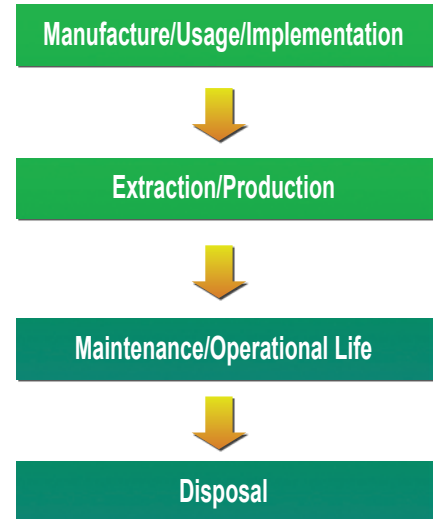 Manufacture/Usage/Implementation
Extraction/Production
Maintenance/Operational Life
Disposal